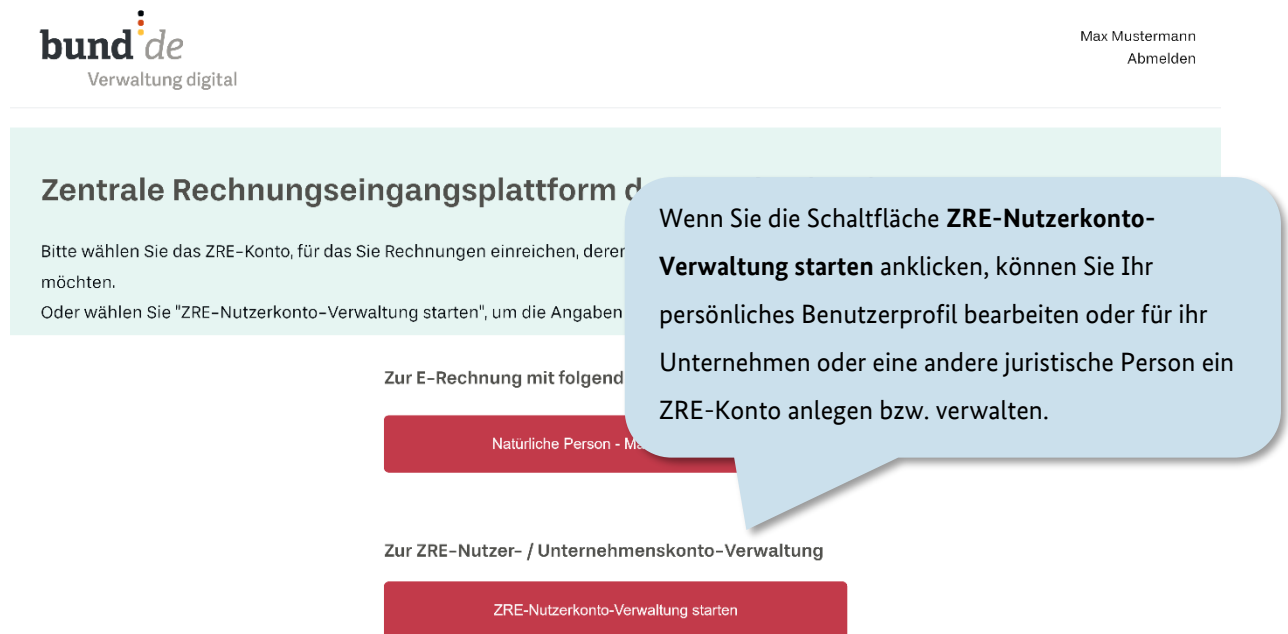 bund.de
Verwaltung digital
Max Mustermann
Abmelden
Zentrale Rechnungseingangsplattform
Bitte wählen Sie das ZRE-Konto, für das Sie Rechnungen einreichen,
möchten.
Oder wählen Sie "ZRE-Nutzerkonto-Verwaltung starten", um die Angaben
Wenn Sie die Schaltfläche ZRE-Nutzerkonto-
Verwaltung starten anklicken, können Sie Ihr
persönliches Benutzerprofil bearbeiten oder für ihr
Unternehmen oder eine andere juristische Person ein
ZRE-Konto anlegen bzw. verwalten.
Zur E-Rechnung mit
Natürliche Person -
Zur ZRE-Nutzer- / Unternehmenskonto-Verwaltung
ZRE-Nutzerkonto-Verwaltung starten